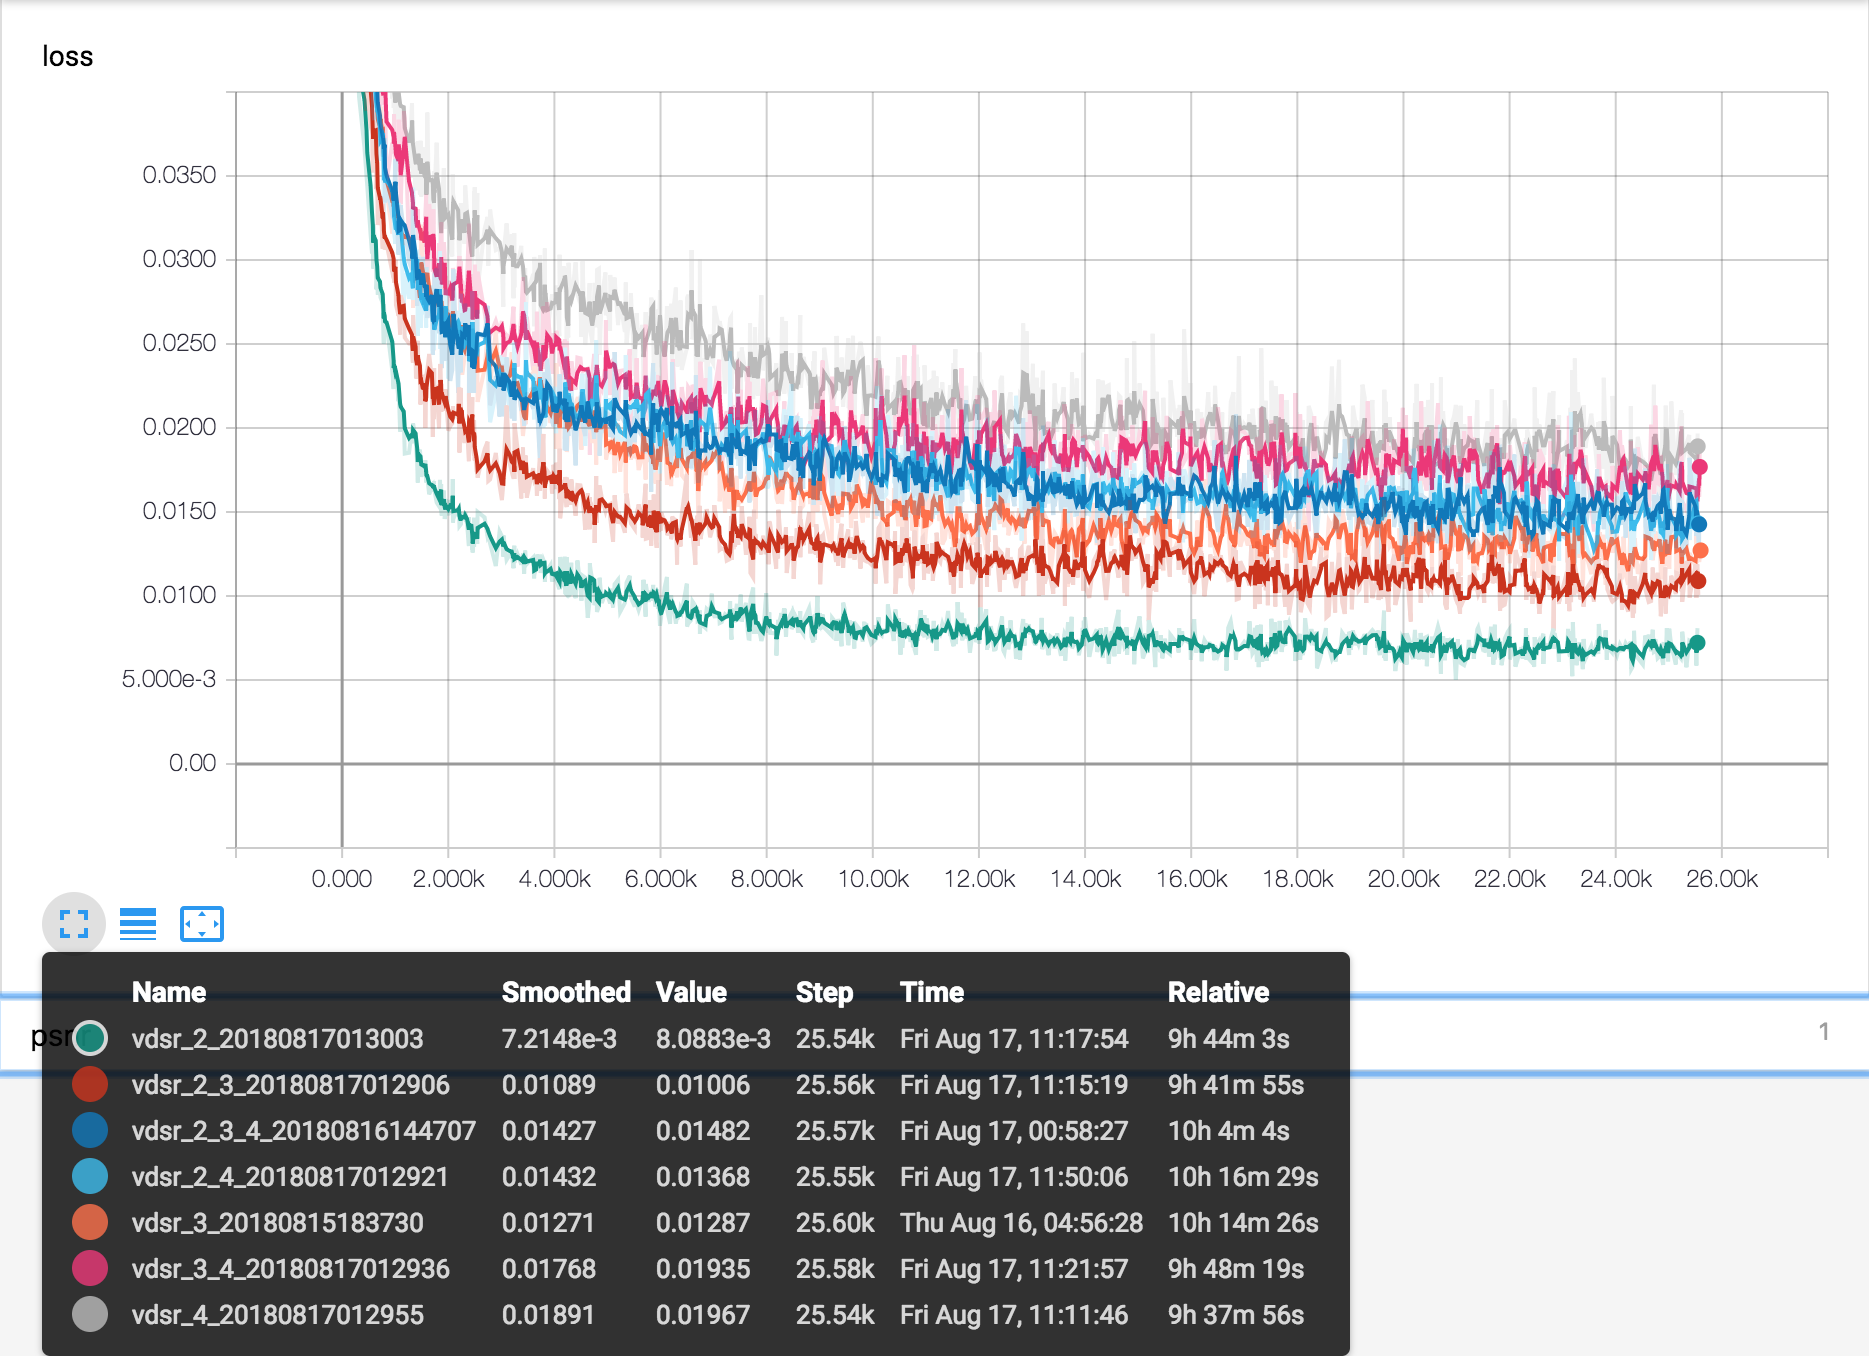 loss
0.0350
0.0300
0.0250
0.0200
0.0150
0.0100
5.000e-3
0.00
0.000 2.000k 4.000k 6.000k 8.000k 10.00k 12.00k 14.00k 16.00k 18.00k 20.00k 22.00k 24.00k 26.00k
Name Smoothed Value Step Time Relative
vdsr_2_20180817013003 7.2148e-3 8.0883e-3 25.54k Fri Aug 17, 11:17:54 9h 44m 3s
vdsr_2_3_20180817012906 0.01089 0.01006 25.56k Fri Aug 17, 11:15:19 9h 41m 55s
vdsr_2_3_4_20180816144707 0.01427 0.01482 25.57k Fri Aug 17, 00:58:27 10h 4m 4s
vdsr_2_4_20180817012921 0.01432 0.01368 25.55k Fri Aug 17, 11:50:06 10h 16m 29s
vdsr_3_20180815183730 0.01271 0.01287 25.60k Thu Aug 16, 04:56:28 10h 14m 26s
vdsr_3_4_20180817012936 0.01768 0.01935 25.58k Fri Aug 17, 11:21:57 9h 48m 19s
vdsr_4_20180817012955 0.01891 0.01967 25.54k Fri Aug 17, 11:11:46 9h 37m 56s
psnr
1